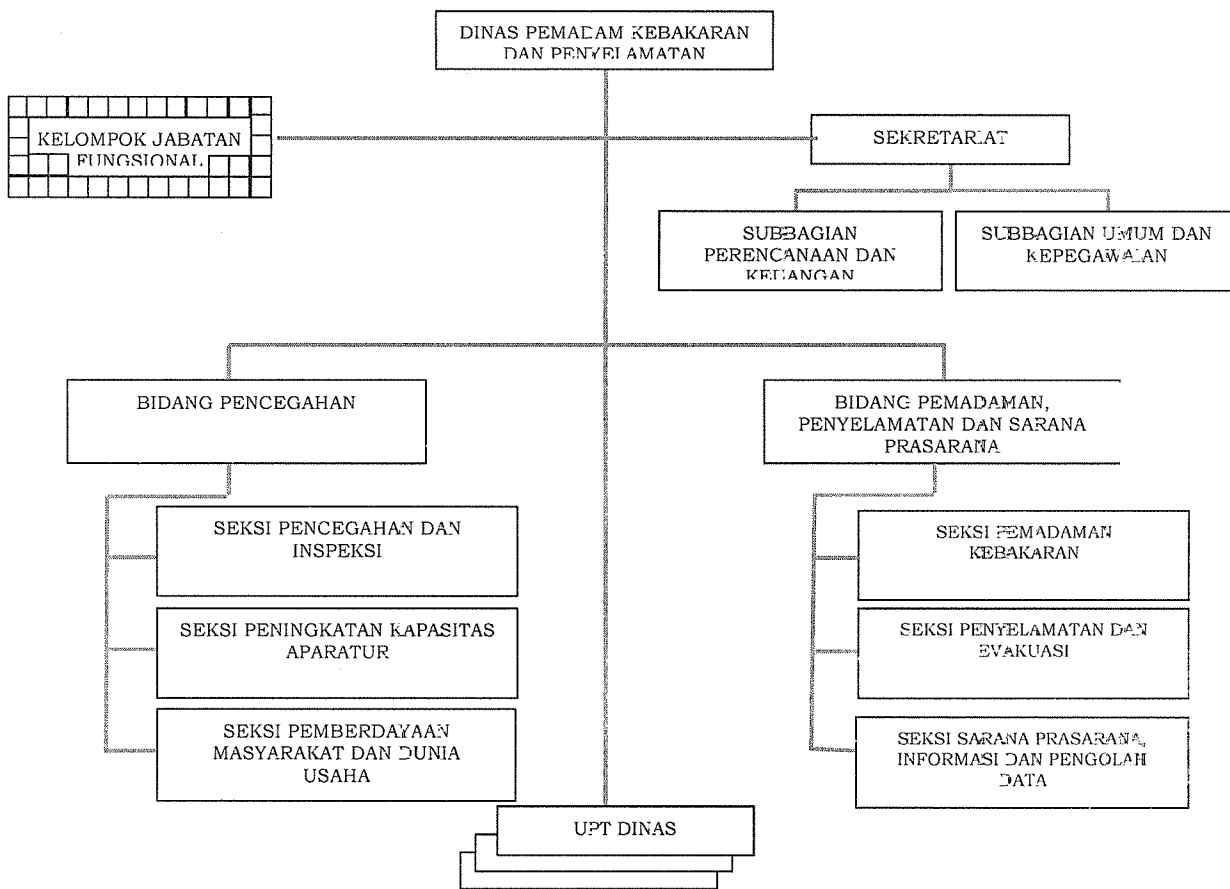 DINAS PEMADAM KEBAKARAN
DAN PENYELAMATAN
KELOMPOK JABATAN
FUNGSIONAL
SEKRETARIAT
SUBBAGIAN
PERENCANAAN DAN
KEUANGAN
SUBBAGIAN UMUM DAN
KEPEGAWAIAN
BIDANG PENCEGAHAN
BIDANG PEMADAMAN,
PENYELAMATAN DAN SARANA
PRASARANA
SEKSI PENCEGAHAN DAN
INSPEKSI
SEKSI PENINGKATAN KAPASITAS
APARATUR
SEKSI PEMBERDAYAAN
MASYARAKAT DAN DUNIA
USAHA
SEKSI PEMADAMAN
KEBAKARAN
SEKSI PENYELAMATAN DAN
EVAKUASI
SEKSI SARANA PRASARANA,
INFORMASI DAN PENGOLAH
DATA
UPT DINAS